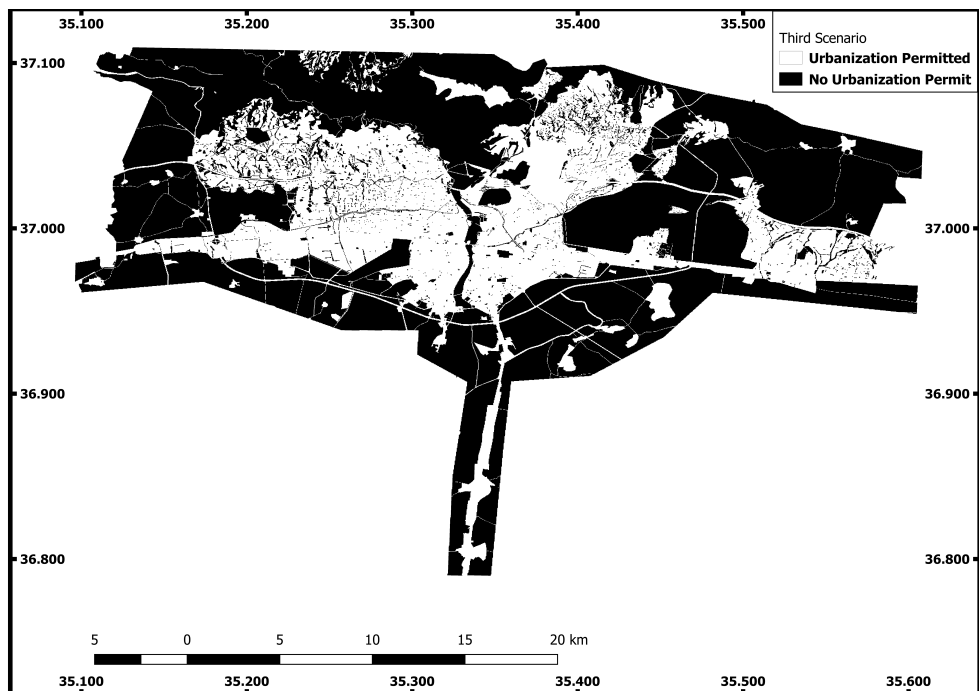 35.100 35.200 35.300 35.400 35.500
Third Scenario
Urbanization Permitted
No Urbanization Permit
37.100
37.000 37.000
36.900 36.900
36.800 36.800
5 0 5 10 15 20 km
35.100 35.200 35.300 35.400 35.500 35.600